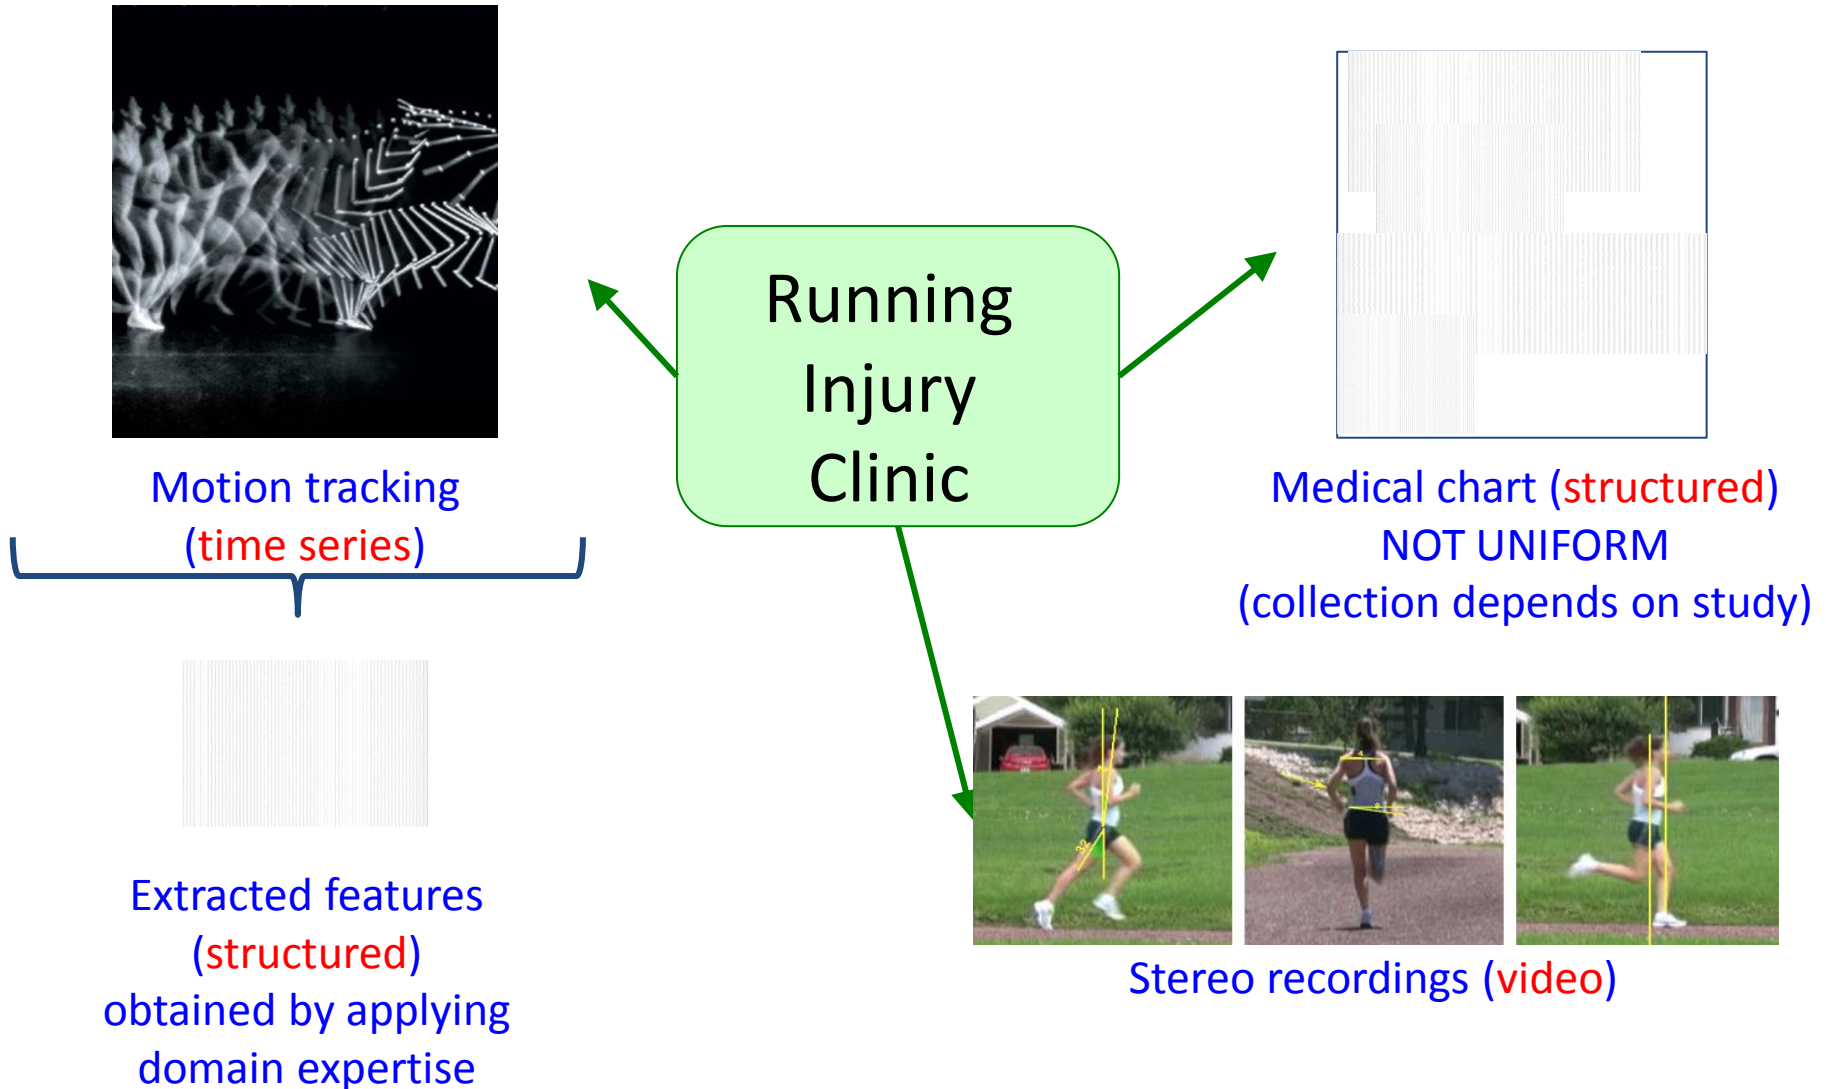 Running
Injury
Clinic
Motion tracking
(time series)
Extracted features
(structured)
obtained by applying
domain expertise
Medical chart (structured)
NOT UNIFORM
(collection depends on study)
32
Stereo recordings (video)